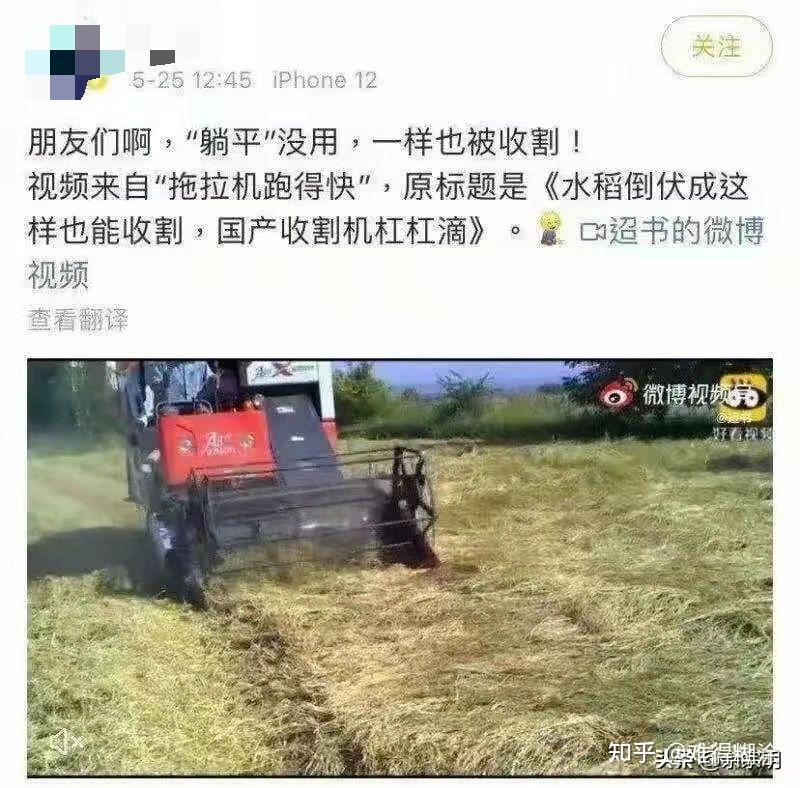 关注
5-25 12:45 iPhone 12
朋友们啊，“躺平”没用，一样也被收割！
视频来自“拖拉机跑得快”，原标题是《水稻倒伏成这
样也能收割，国产收割机杠杠滴》。迢书的微博
视频
查看翻译
微博视频号
@迢书
好看视频
知乎 @难得糊涂